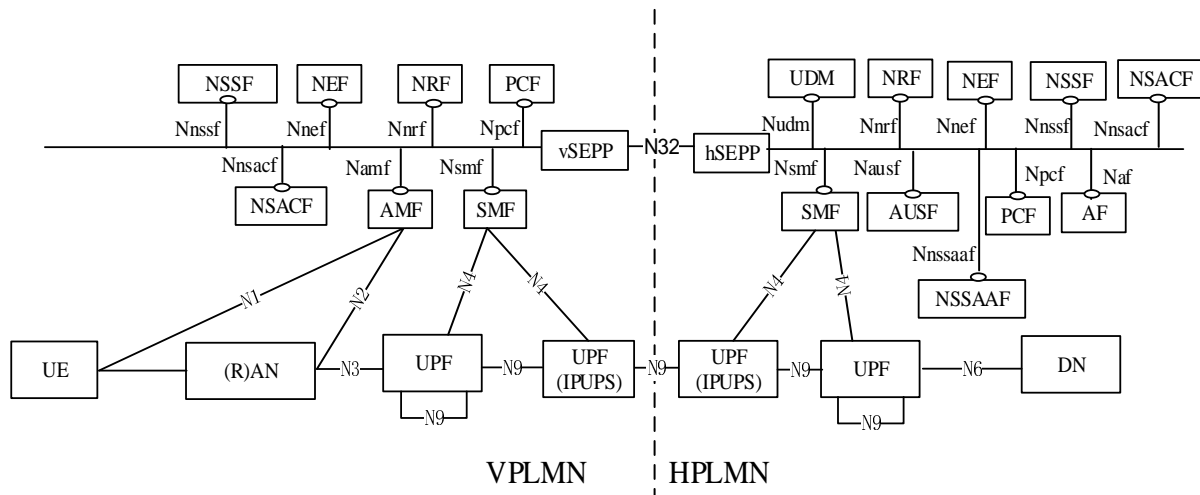 NSSF NEF NRF PCF UDM NRF NEF NSSF NSACF
Nnssf Nnef Nnrf Npcf Nudm Nnrf Nnef Nnssf Nnsacf
vSEPP N32 hSEPP
Nnsacf Namf Nsmf Nsmf Nausf Npcf Naf
NSACF AMF SMF SMF AUSF PCF AF
Nnssaaf
NSSAAF
N1 N2 N4 N4 N4 N4
UE (R)AN N3 UPF N9 UPF (IPUPS) N9 UPF (IPUPS) N9 UPF N6 DN
N9 N9
VPLMN HPLMN